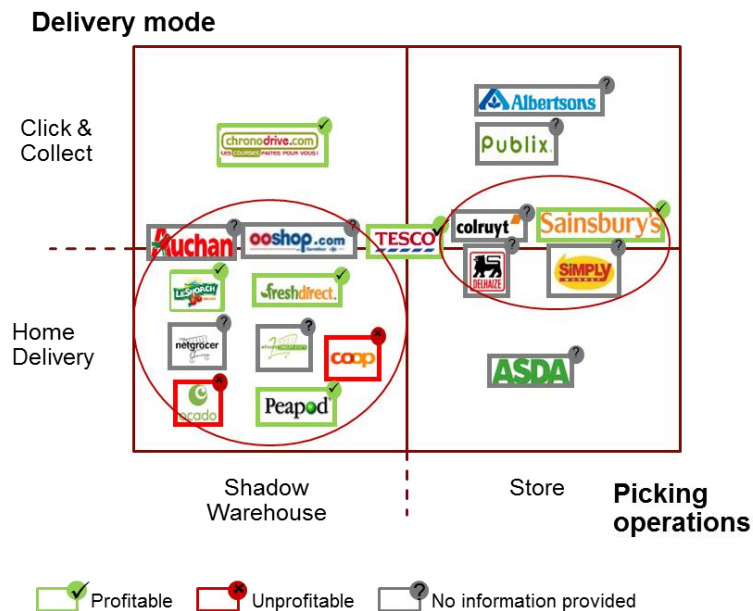 Delivery mode
Click &
Collect
chronodrive.com
LES COURSES FAITES POUR VOUS!
Albertsons
Publix.
Auchan
ooshop.com
TESCO
colruyt
Sainsbury's
DELHAIZE
SIMPLY
MARKET
LESHOP.CH
freshdirect.
Home
Delivery
netgrocer
coop
ASDA
ocado
Peapod
Shadow
Warehouse
Store
Picking
operations
Profitable
Unprofitable
No information provided